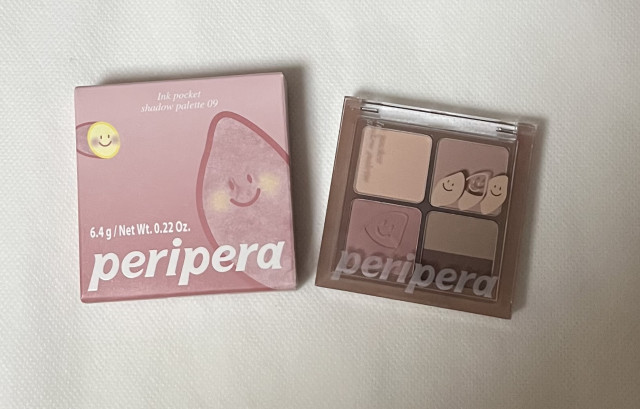 Ink pocket
shadow palette 09
6.4 g / Net Wt. 0.22 Oz.
peripera
peripera